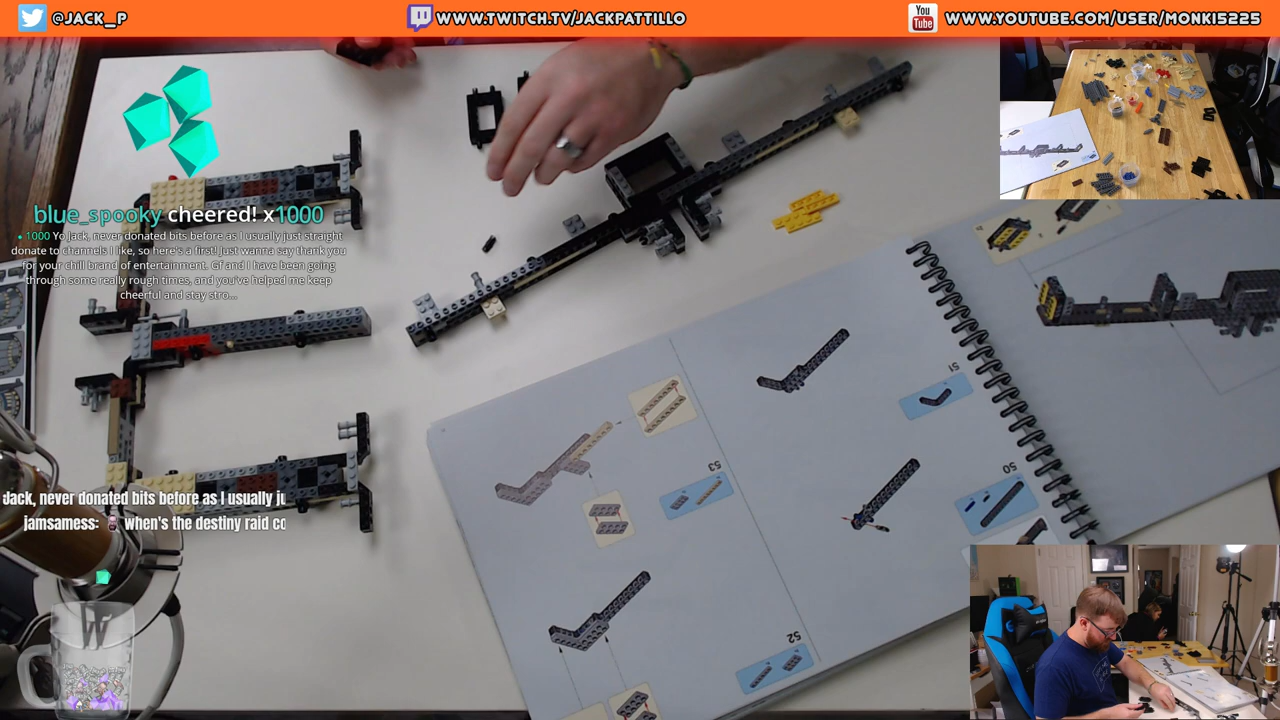 @JACK_P
WWW.TWITCH.TV/JACKPATTILLO
You
Tube
WWW.YOUTUBE.COM/USER/MONKI5225
blue_spooky cheered! x1000
1000 Yo Jack, never donated bits before as I usually just straight
donate to channels I like, so here's a first! Just wanna say thank you
for your chill brand of entertainment. Gf and I have been going
through some really rough times, and you've helped me keep
cheerful and stay stro...
Jack, never donated bits before as I usually ju
jamsamess: when's the destiny raid co
51
50
53
52
W